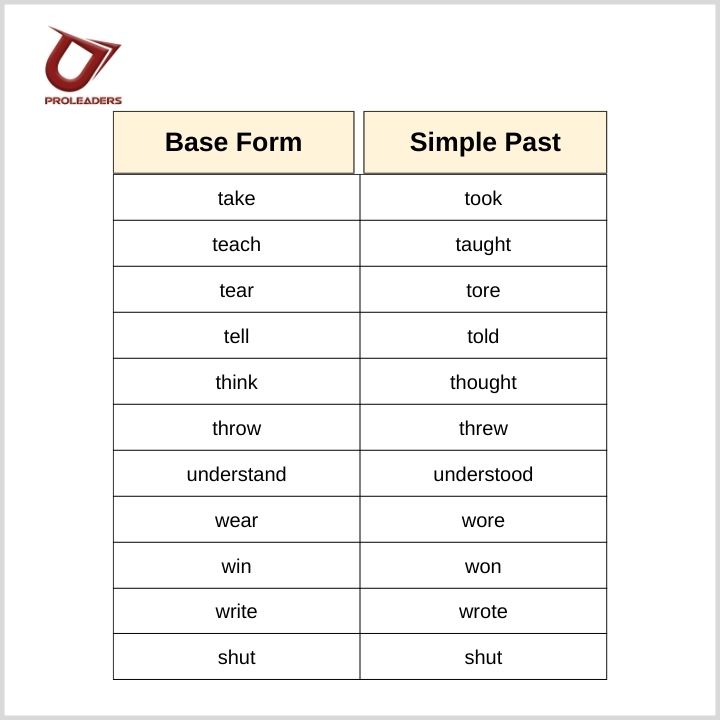 PROLEADERS
Base Form Simple Past
take took
teach taught
tear tore
tell told
think thought
throw threw
understand understood
wear wore
win won
write wrote
shut shut